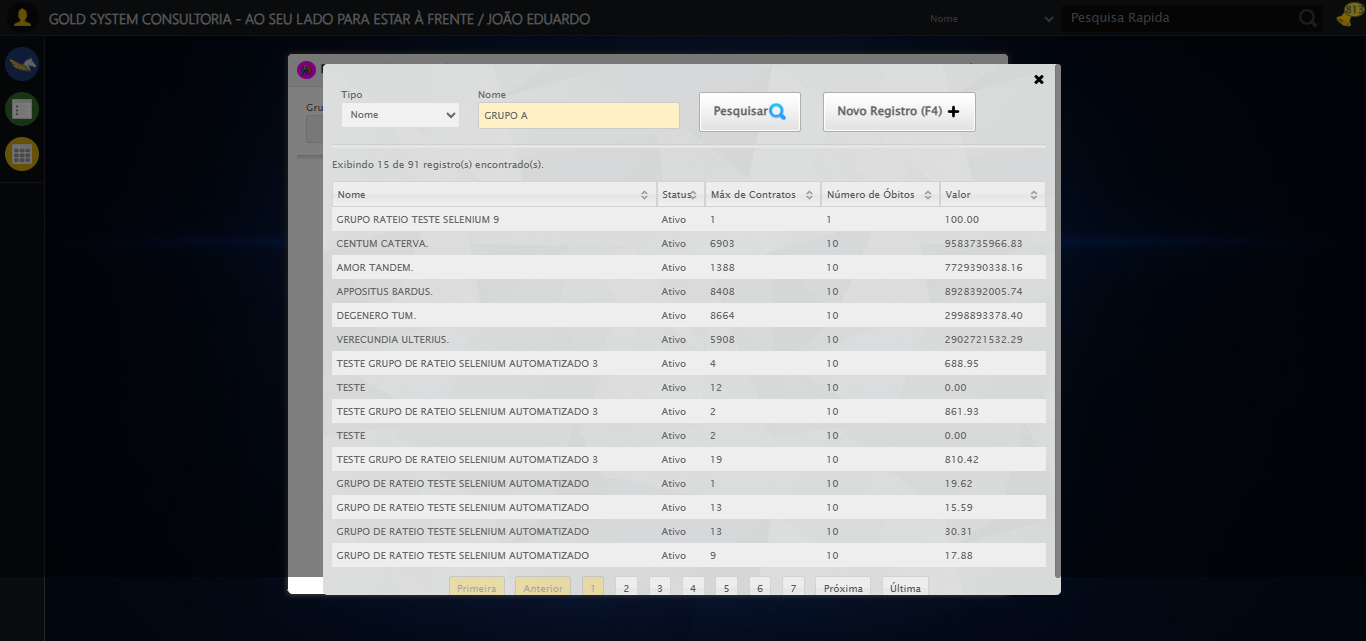 GOLD SYSTEM CONSULTORIA - AO SEU LADO PARA ESTAR À FRENTE / JOÃO EDUARDO
Nome
Pesquisa Rapida
813
Tipo
Nome
Nome
GRUPO A
Pesquisar
Novo Registro (F4)
Gru
Exibindo 15 de 91 registro(s) encontrado(s).
Nome Status Máx de Contratos Número de Óbitos Valor
GRUPO RATEIO TESTE SELENIUM 9 Ativo 1 1 100.00
CENTUM CATERVA. Ativo 6903 10 9583735966.83
AMOR TANDEM. Ativo 1388 10 7729390338.16
APPOSITUS BARDUS. Ativo 8408 10 8928392005.74
DEGENERO TUM. Ativo 8664 10 2998893378.40
VERECUNDIA ULTERIUS. Ativo 5908 10 2902721532.29
TESTE GRUPO DE RATEIO SELENIUM AUTOMATIZADO 3 Ativo 4 10 688.95
TESTE Ativo 12 10 0.00
TESTE GRUPO DE RATEIO SELENIUM AUTOMATIZADO 3 Ativo 2 10 861.93
TESTE Ativo 2 10 0.00
TESTE GRUPO DE RATEIO SELENIUM AUTOMATIZADO 3 Ativo 19 10 810.42
GRUPO DE RATEIO TESTE SELENIUM AUTOMATIZADO Ativo 1 10 19.62
GRUPO DE RATEIO TESTE SELENIUM AUTOMATIZADO Ativo 13 10 15.59
GRUPO DE RATEIO TESTE SELENIUM AUTOMATIZADO Ativo 13 10 30.31
GRUPO DE RATEIO TESTE SELENIUM AUTOMATIZADO Ativo 9 10 17.88
Primeira Anterior 1 2 3 4 5 6 7 Próxima Última